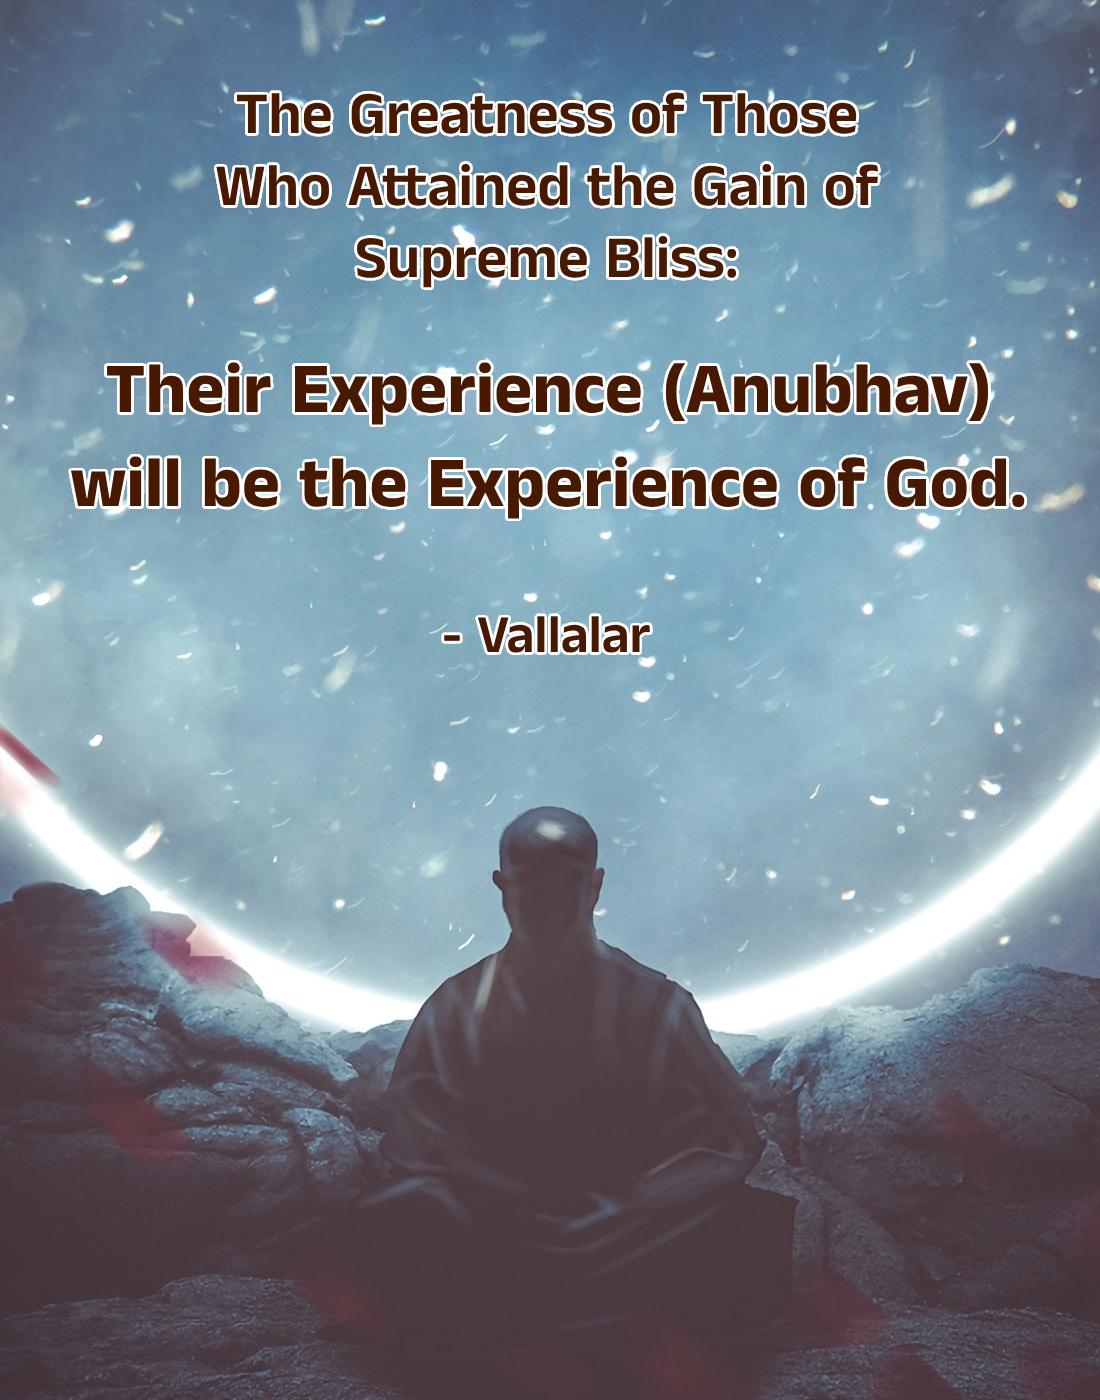 The Greatness of Those
Who Attained the Gain of
Supreme Bliss:
Their Experience (Anubhav)
will be the Experience of God.
- Vallalar